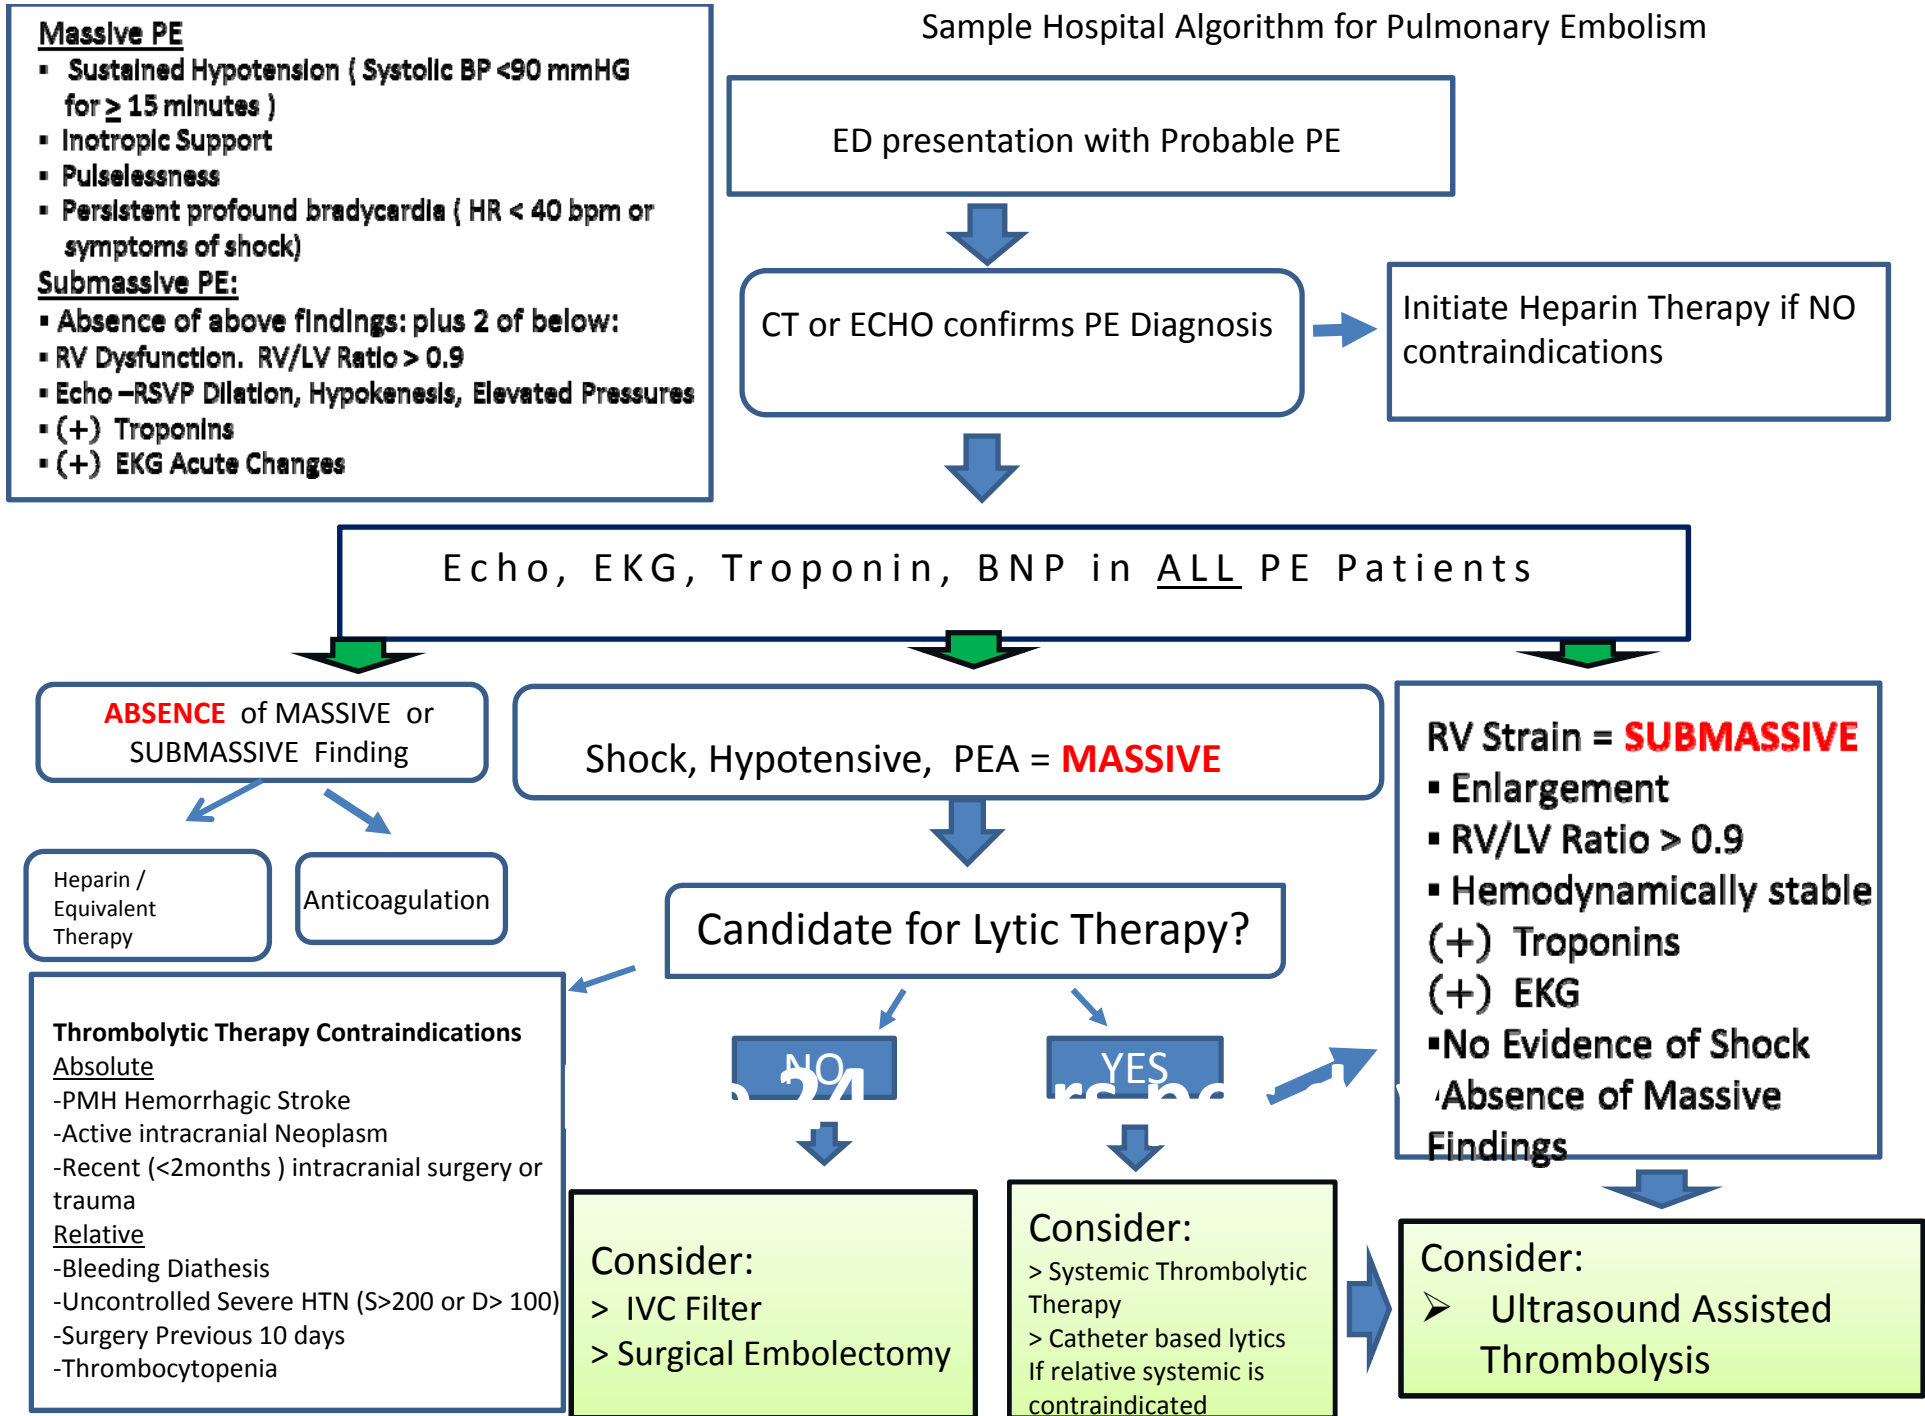 Sample Hospital Algorithm for Pulmonary Embolism
Massive PE
▪ Sustained Hypotension ( Systolic BP <90 mmHG
for ≥ 15 minutes )
▪ Inotropic Support
▪ Pulselessness
▪ Persistent profound bradycardia ( HR < 40 bpm or
symptoms of shock)
Submassive PE:
▪ Absence of above findings: plus 2 of below:
▪ RV Dysfunction. RV/LV Ratio > 0.9
▪ Echo –RSVP Dilation, Hypokenesis, Elevated Pressures
▪ (+) Troponins
▪ (+) EKG Acute Changes
ED presentation with Probable PE
CT or ECHO confirms PE Diagnosis
Initiate Heparin Therapy if NO
contraindications
Echo, EKG, Troponin, BNP in ALL PE Patients
ABSENCE of MASSIVE or
SUBMASSIVE Finding
Heparin /
Equivalent
Therapy
Anticoagulation
Shock, Hypotensive, PEA = MASSIVE
Candidate for Lytic Therapy?
NO
YES
24
RV Strain = SUBMASSIVE
▪ Enlargement
▪ RV/LV Ratio > 0.9
▪ Hemodynamically stable
(+) Troponins
(+) EKG
▪No Evidence of Shock
Absence of Massive
Findings
Thrombolytic Therapy Contraindications
Absolute
-PMH Hemorrhagic Stroke
-Active intracranial Neoplasm
-Recent (<2months ) intracranial surgery or
trauma
Relative
-Bleeding Diathesis
-Uncontrolled Severe HTN (S>200 or D> 100)
-Surgery Previous 10 days
-Thrombocytopenia
Consider:
> IVC Filter
> Surgical Embolectomy
Consider:
> Systemic Thrombolytic
Therapy
> Catheter based lytics
If relative systemic is
contraindicated
Consider:
➢ Ultrasound Assisted
Thrombolysis